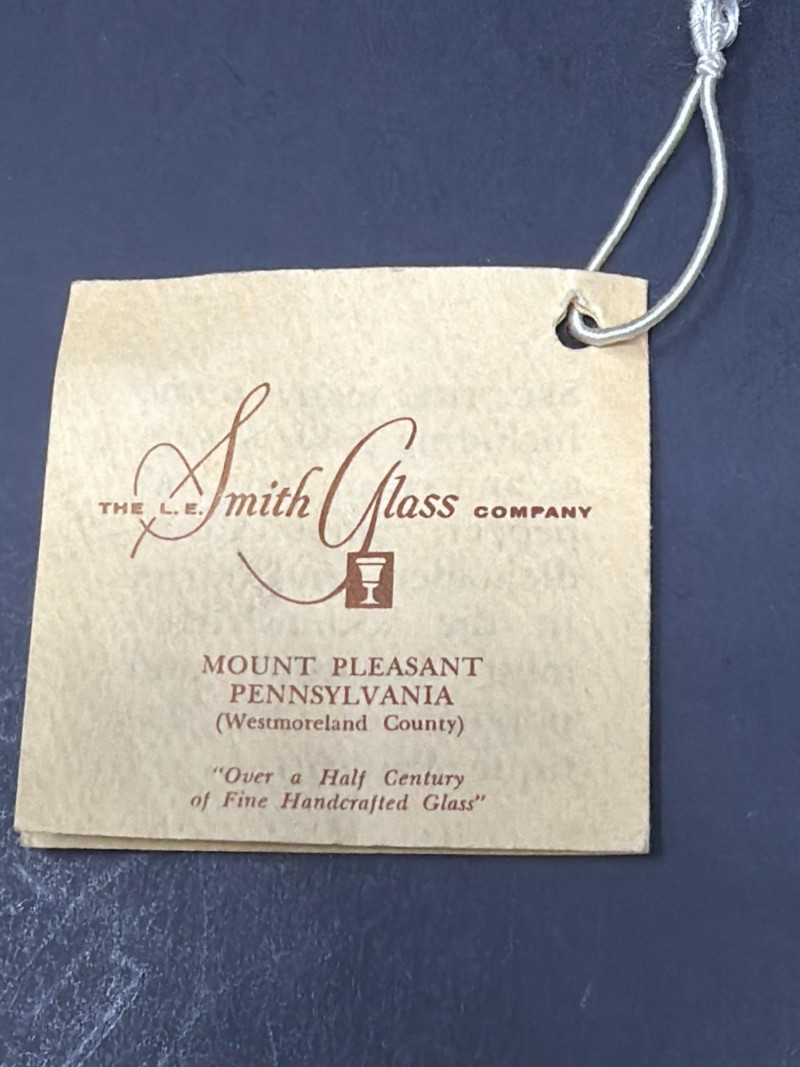 THE L.E. Smith Glass COMPANY
MOUNT PLEASANT
PENNSYLVANIA
(Westmoreland County)
"Over a Half Century
of Fine Handcrafted Glass"